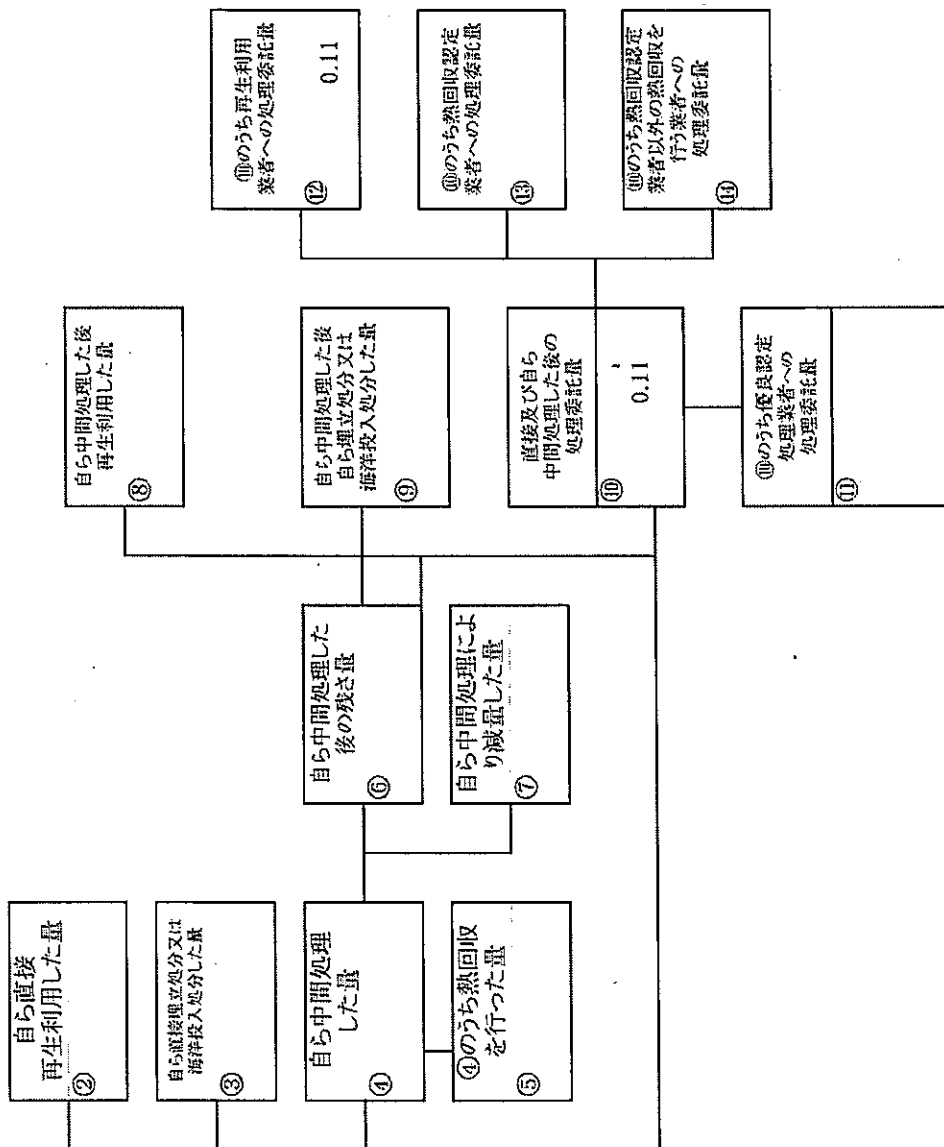 ②
自ら直接
再生利用した量
③
自ら直接埋立処分又は
海洋投入処分した量
④
自ら中間処理
した量
⑤
④のうち熱回収
を行った量
⑥
自ら中間処理した
後の残さ量
⑦
自ら中間処理によ
り減量した量
⑧
自ら中間処理した後
再生利用した量
⑨
自ら中間処理した後
自ら埋立処分又は
海洋投入処分した量
直接及び自ら
中間処理した後の
処理委託量
⑩
0.11
⑩のうち優良認定
処理業者への
処理委託量
⑪
⑩のうち再生利用
業者への処理委託量
⑫
0.11
⑩のうち熱回収認定
業者への処理委託量
⑬
⑩のうち熱回収認定
業者以外の熱回収を
行う業者への
処理委託量
⑭